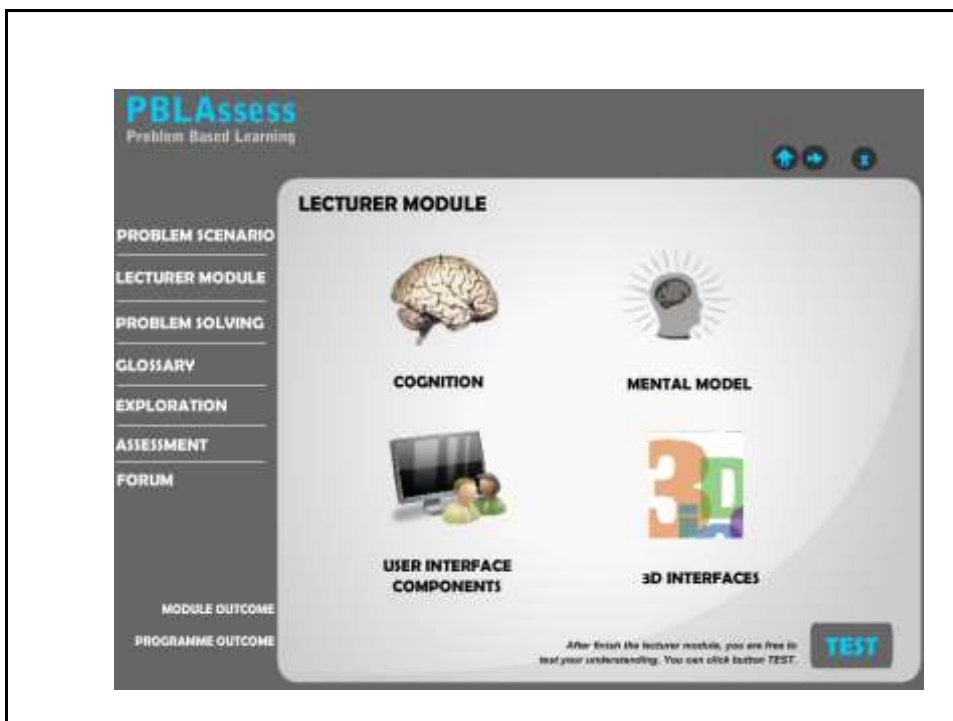 PBLAssess
Problem Based Learning
x
LECTURER MODULE
PROBLEM SCENARIO
LECTURER MODULE
PROBLEM SOLVING
GLOSSARY
EXPLORATION
ASSESSMENT
FORUM
MODULE OUTCOME
PROGRAMME OUTCOME
COGNITION
MENTAL MODEL
USER INTERFACE
COMPONENTS
3D
3D INTERFACES
After finish the lecturer module, you are free to
test your understanding. You can click button TEST.
TEST